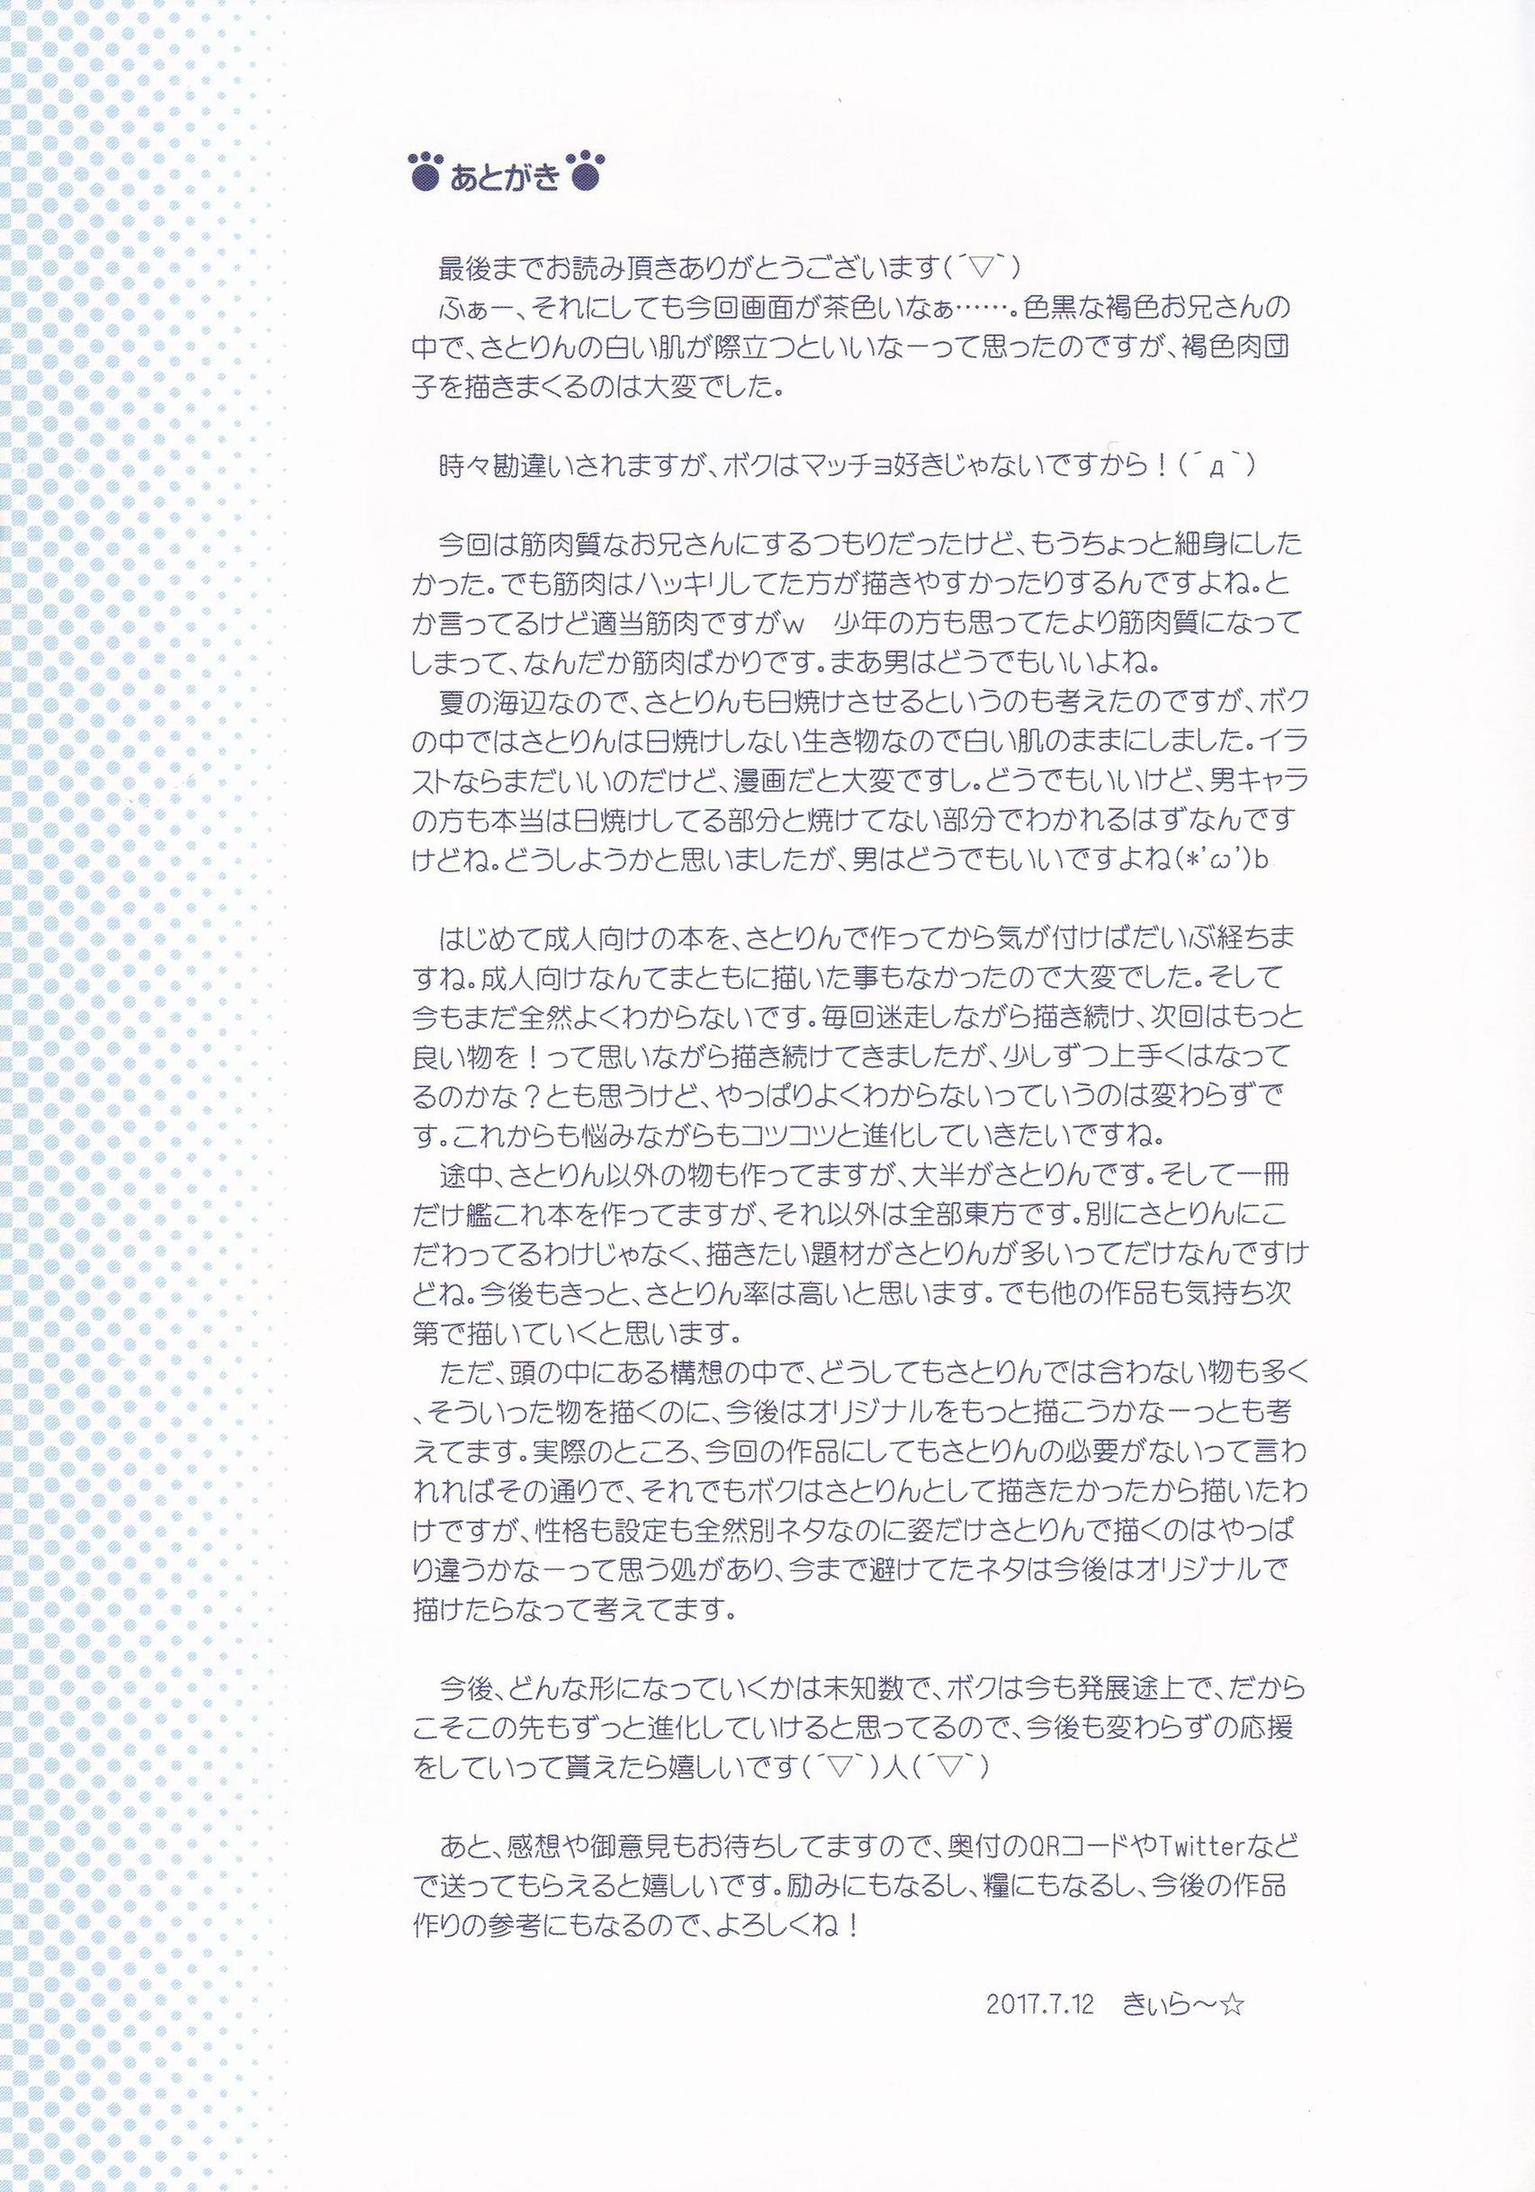 あとがき
最後までお読み頂きありがとうございます(´▽｀)
ふぁー、それにしても今回画面が茶色いなぁ……。色黒な褐色お兄さんの
中で、さとりんの白い肌が際立つといいなーって思ったのですが、褐色肉団
子を描きまくるのは大変でした。
時々勘違いされますが、ボクはマッチョ好きじゃないですから！(´д｀)
今回は筋肉質なお兄さんにするつもりだったけど、もうちょっと細身にした
かった。でも筋肉はハッキリしてた方が描きやすかったりするんですよね。と
か言ってるけど適当筋肉ですがｗ　少年の方も思ってたより筋肉質になって
しまって、なんだか筋肉ばかりです。まあ男はどうでもいいよね。
夏の海辺なので、さとりんも日焼けさせるというのも考えたのですが、ボク
の中ではさとりんは日焼けしない生き物なので白い肌のままにしました。イラ
ストならまだいいのだけど、漫画だと大変ですし。どうでもいいけど、男キャラ
の方も本当は日焼けしてる部分と焼けてない部分でわかれるはずなんです
けどね。どうしようかと思いましたが、男はどうでもいいですよね(*'ω')b
はじめて成人向けの本を、さとりんで作ってから気が付けばだいぶ経ちま
すね。成人向けなんてまともに描いた事もなかったので大変でした。そして
今もまだ全然よくわからないです。毎回迷走しながら描き続け、次回はもっと
良い物を！って思いながら描き続けてきましたが、少しずつ上手くはなって
るのかな？とも思うけど、やっぱりよくわからないっていうのは変わらずで
す。これからも悩みながらもコツコツと進化していきたいですね。
途中、さとりん以外の物も作ってますが、大半がさとりんです。そして一冊
だけ艦これ本を作ってますが、それ以外は全部東方です。別にさとりんにこ
だわってるわけじゃなく、描きたい題材がさとりんが多いってだけなんですけ
どね。今後もきっと、さとりん率は高いと思います。でも他の作品も気持ち次
第で描いていくと思います。
ただ、頭の中にある構想の中で、どうしてもさとりんでは合わない物も多く
、そういった物を描くのに、今後はオリジナルをもっと描こうかなーっとも考
えてます。実際のところ、今回の作品にしてもさとりんの必要がないって言わ
れればその通りで、それでもボクはさとりんとして描きたかったから描いたわ
けですが、性格も設定も全然別ネタなのに姿だけさとりんで描くのはやっぱ
り違うかなーって思う処があり、今まで避けてたネタは今後はオリジナルで
描けたらなって考えてます。
今後、どんな形になっていくかは未知数で、ボクは今も発展途上で、だから
こそこの先もずっと進化していけると思ってるので、今後も変わらずの応援
をしていって貰えたら嬉しいです(´▽｀)人(´▽｀)
あと、感想や御意見もお待ちしてますので、奥付のQRコードやTwitterなど
で送ってもらえると嬉しいです。励みにもなるし、糧にもなるし、今後の作品
作りの参考にもなるので、よろしくね！
2017.7.12　きぃら〜☆